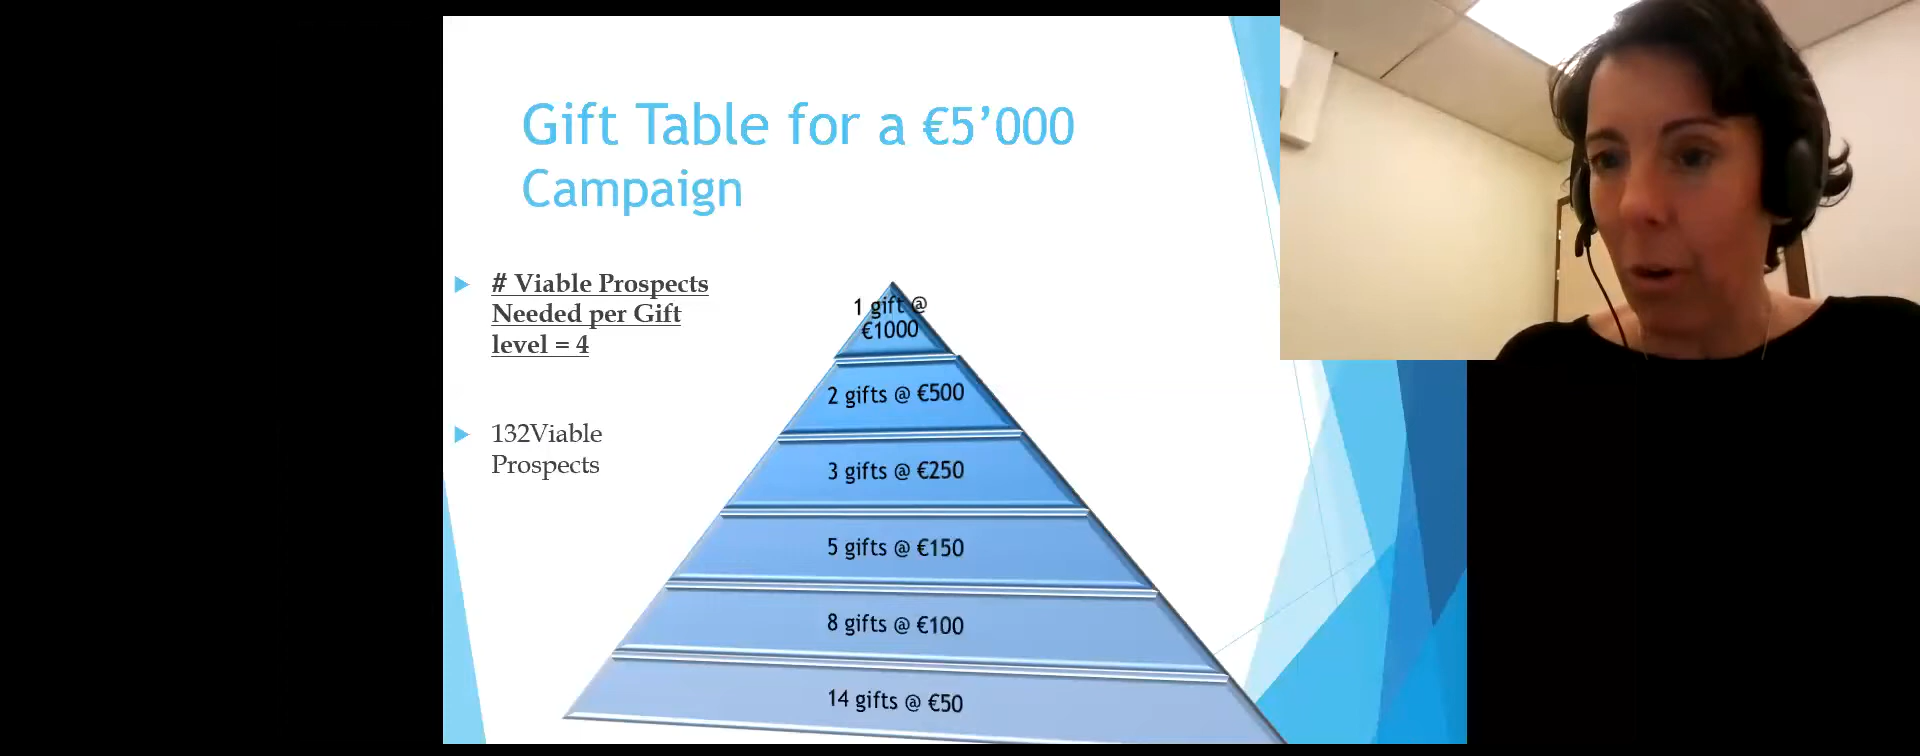 Gift Table for a €5’000
Campaign
# Viable Prospects
Needed per Gift
level = 4
132Viable
Prospects
1 gift @
€1000
2 gifts @ €500
3 gifts @ €250
5 gifts @ €150
8 gifts @ €100
14 gifts @ €50